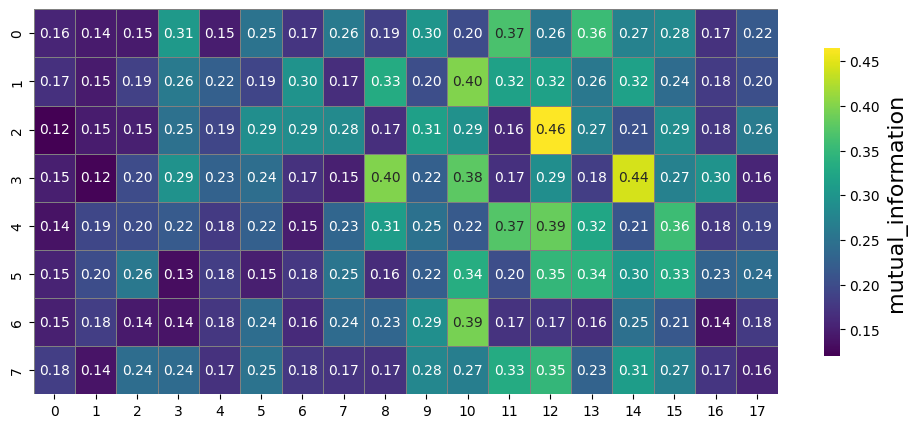 0 0.16 0.14 0.15 0.31 0.15 0.25 0.17 0.26 0.19 0.30 0.20 0.37 0.26 0.36 0.27 0.28 0.17 0.22
1 0.17 0.15 0.19 0.26 0.22 0.19 0.30 0.17 0.33 0.20 0.40 0.32 0.32 0.26 0.32 0.24 0.18 0.20
2 0.12 0.15 0.15 0.25 0.19 0.29 0.29 0.28 0.17 0.31 0.29 0.16 0.46 0.27 0.21 0.29 0.18 0.26
3 0.15 0.12 0.20 0.29 0.23 0.24 0.17 0.15 0.40 0.22 0.38 0.17 0.29 0.18 0.44 0.27 0.30 0.16
4 0.14 0.19 0.20 0.22 0.18 0.22 0.15 0.23 0.31 0.25 0.22 0.37 0.39 0.32 0.21 0.36 0.18 0.19
5 0.15 0.20 0.26 0.13 0.18 0.15 0.18 0.25 0.16 0.22 0.34 0.20 0.35 0.34 0.30 0.33 0.23 0.24
6 0.15 0.18 0.14 0.14 0.18 0.24 0.16 0.24 0.23 0.29 0.39 0.17 0.17 0.16 0.25 0.21 0.14 0.18
7 0.18 0.14 0.24 0.24 0.17 0.25 0.18 0.17 0.17 0.28 0.27 0.33 0.35 0.23 0.31 0.27 0.17 0.16
0 1 2 3 4 5 6 7 8 9 10 11 12 13 14 15 16 17
0.45
0.40
0.35
0.30
0.25
0.20
0.15
mutual_information